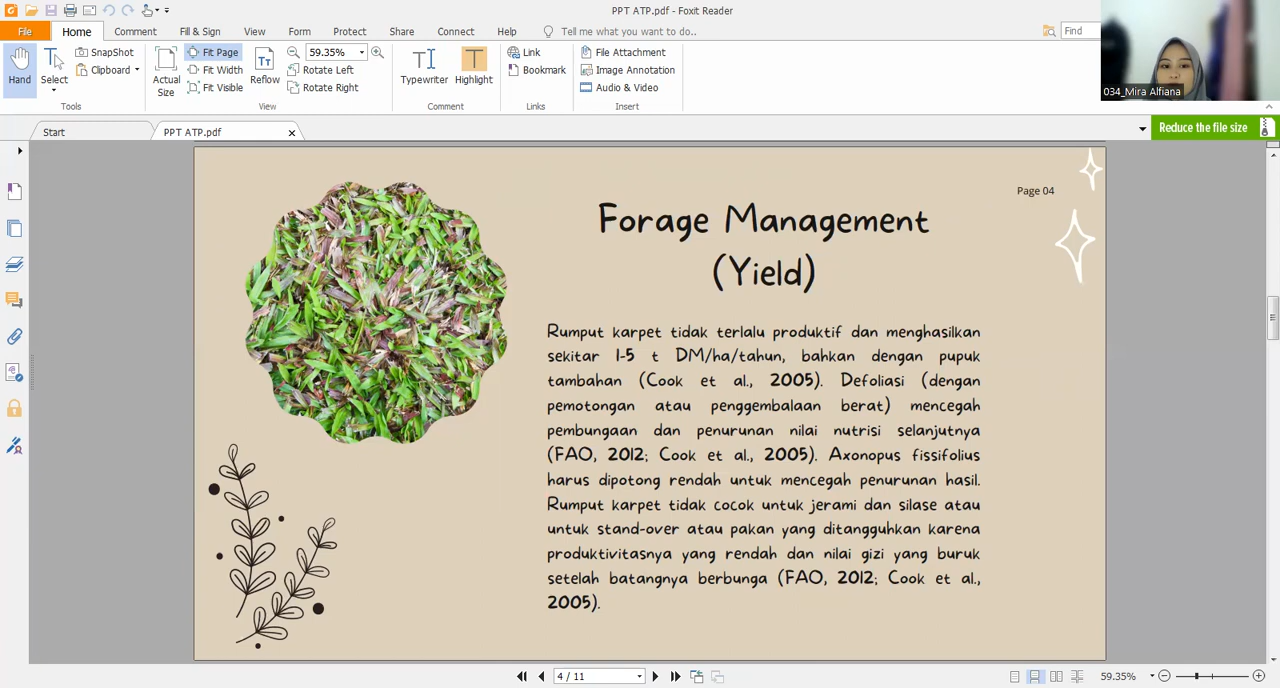 PPT ATP.pdf - Foxit Reader
File Home Comment Fill & Sign View Form Protect Share Connect Help Tell me what you want to do.. Find
Hand
Select
SnapShot
Clipboard
Tools
Actual Size
Fit Page
Fit Width
Fit Visible
Reflow
59.35%
Rotate Left
Rotate Right
View
Typewriter
Highlight
Comment
Link
Bookmark
Links
File Attachment
Image Annotation
Audio & Video
Insert
034_Mira Alfiana
Start
PPT ATP.pdf
Reduce the file size
Page 04
Forage Management
(Yield)
Rumput karpet tidak terlalu produktif dan menghasilkan
sekitar 1-5 t DM/ha/tahun, bahkan dengan pupuk
tambahan (Cook et al., 2005). Defoliasi (dengan
pemotongan atau penggembalaan berat) mencegah
pembungaan dan penurunan nilai nutrisi selanjutnya
(FAO, 2012; Cook et al., 2005). Axonopus fissifolius
harus dipotong rendah untuk mencegah penurunan hasil.
Rumput karpet tidak cocok untuk jerami dan silase atau
untuk stand-over atau pakan yang ditangguhkan karena
produktivitasnya yang rendah dan nilai gizi yang buruk
setelah batangnya berbunga (FAO, 2012; Cook et al.,
2005).
4 / 11
59.35%